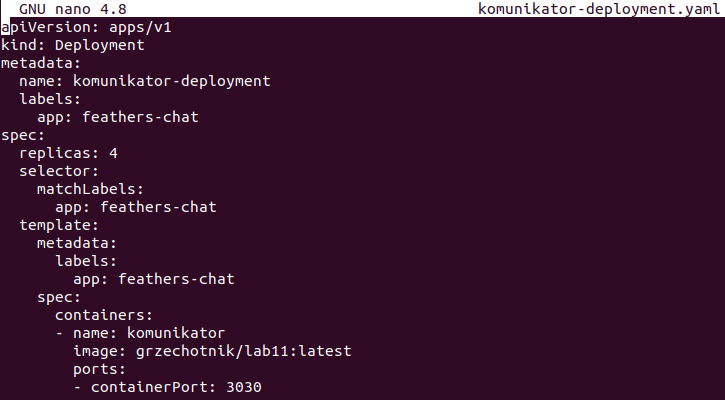 GNU nano 4.8 komunikator-deployment.yaml
apiVersion: apps/v1
kind: Deployment
metadata:
  name: komunikator-deployment
  labels:
    app: feathers-chat
spec:
  replicas: 4
  selector:
    matchLabels:
      app: feathers-chat
  template:
    metadata:
      labels:
        app: feathers-chat
    spec:
      containers:
      - name: komunikator
        image: grzechotnik/lab11:latest
        ports:
        - containerPort: 3030